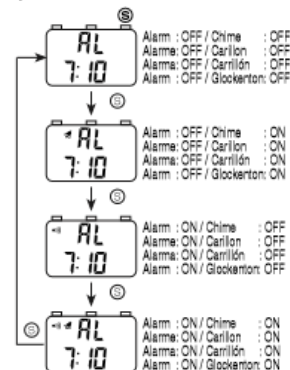 Ⓢ
AL
7:10
Alarm : OFF / Chime : OFF
Alarme: OFF / Carillon : OFF
Alarma: OFF / Carrillón : OFF
Alarm : OFF / Glockenton: OFF
Ⓢ
AL
7:10
Alarm : OFF / Chime : ON
Alarme: OFF / Carillon : ON
Alarma: OFF / Carrillón : ON
Alarm : OFF / Glockenton: ON
Ⓢ
AL
7:10
Alarm : ON / Chime : OFF
Alarme: ON / Carillon : OFF
Alarma: ON / Carrillón : OFF
Alarm : ON / Glockenton: OFF
Ⓢ
Ⓢ
AL
7:10
Alarm : ON / Chime : ON
Alarme: ON / Carillon : ON
Alarma: ON / Carrillón : ON
Alarm : ON / Glockenton: ON